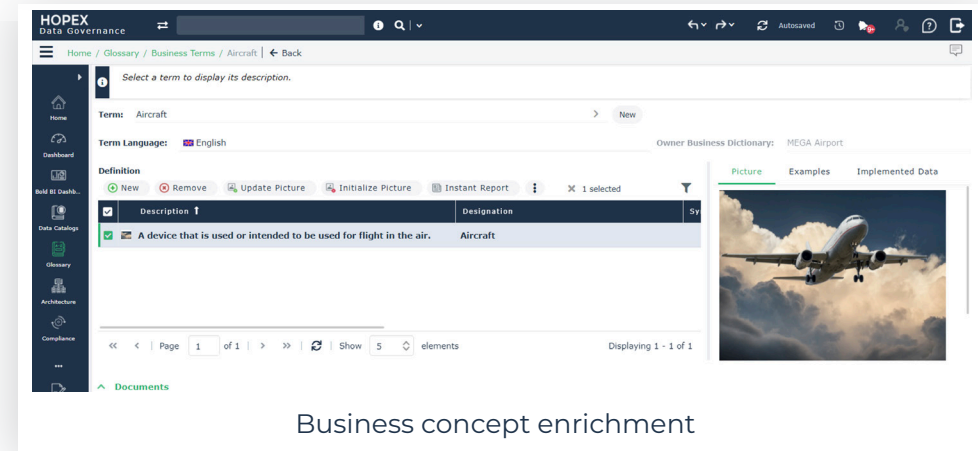 HOPEX
Data Governance
Autosaved
9+
Home / Glossary / Business Terms / Aircraft | ← Back
Select a term to display its description.
Home
Dashboard
Bold BI Dashb...
Data Catalogs
Glossary
Architecture
Compliance
...
Term: Aircraft
New
Term Language: English
Owner Business Dictionary: MEGA Airport
Definition
New Remove Update Picture Initialize Picture Instant Report 1 selected
Description Designation Sy
A device that is used or intended to be used for flight in the air. Aircraft
Page 1 of 1 Show 5 elements Displaying 1 - 1 of 1
Picture Examples Implemented Data
Documents
Business concept enrichment